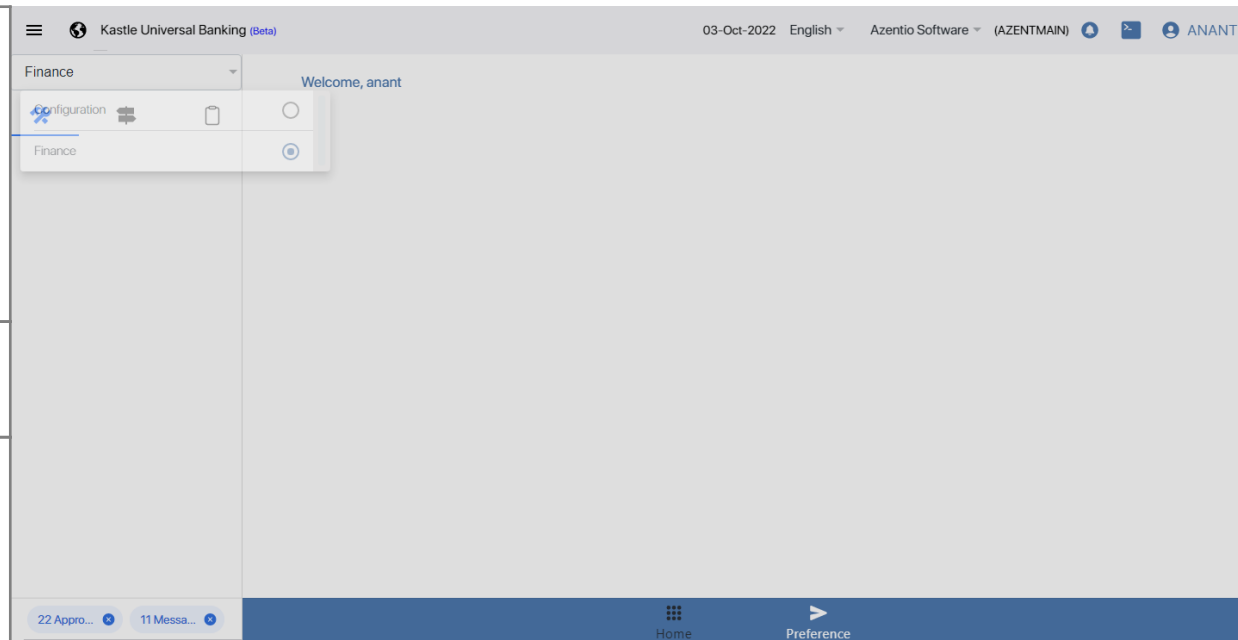 Kastle Universal Banking (Beta) 03-Oct-2022 English Azentio Software (AZENTMAIN) ANANT
Finance
Welcome, anant
Configuration
Finance
22 Appro... 11 Messa...
Home Preference